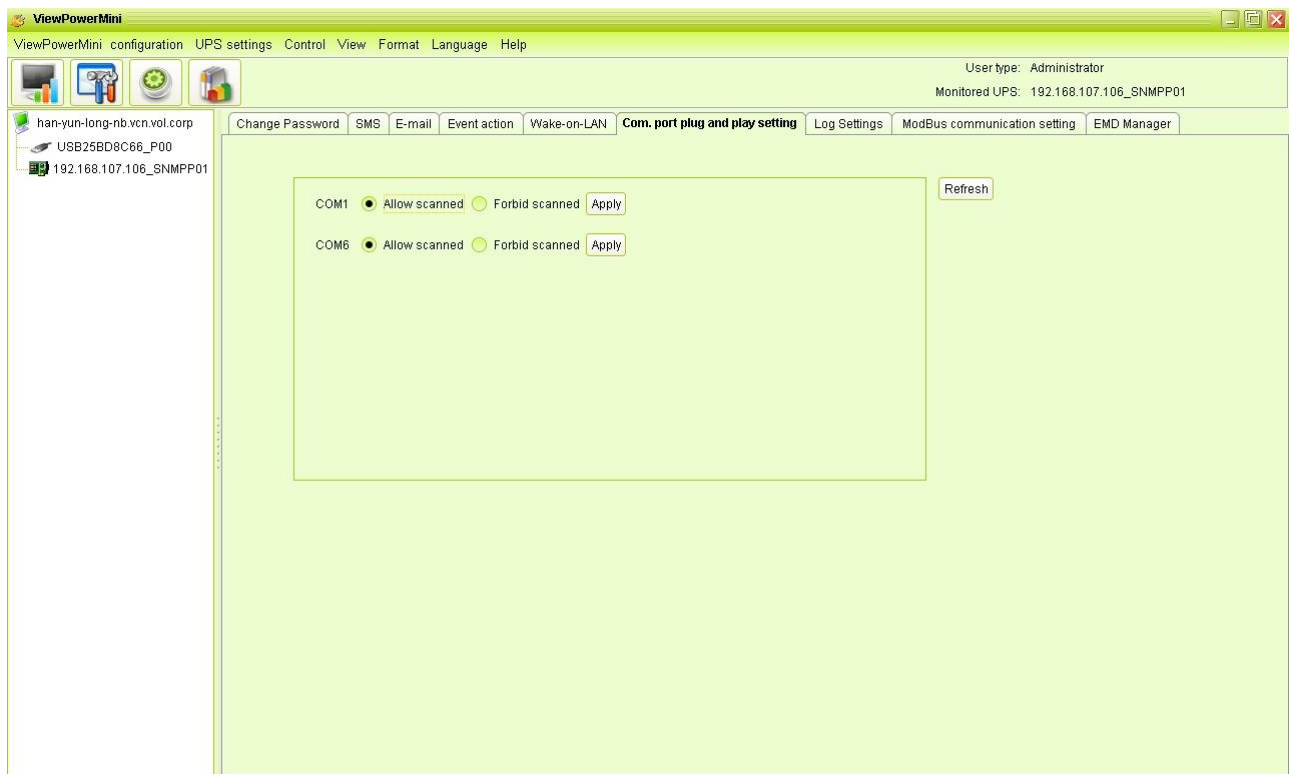 ViewPowerMini
ViewPowerMini configuration UPS settings Control View Format Language Help
User type: Administrator
Monitored UPS: 192.168.107.106_SNMPP01
han-yun-long-nb.vcn.vol.corp
USB25BD8C66_P00
192.168.107.106_SNMPP01
Change Password SMS E-mail Event action Wake-on-LAN Com. port plug and play setting Log Settings ModBus communication setting EMD Manager
COM1 Allow scanned Forbid scanned Apply
COM6 Allow scanned Forbid scanned Apply
Refresh